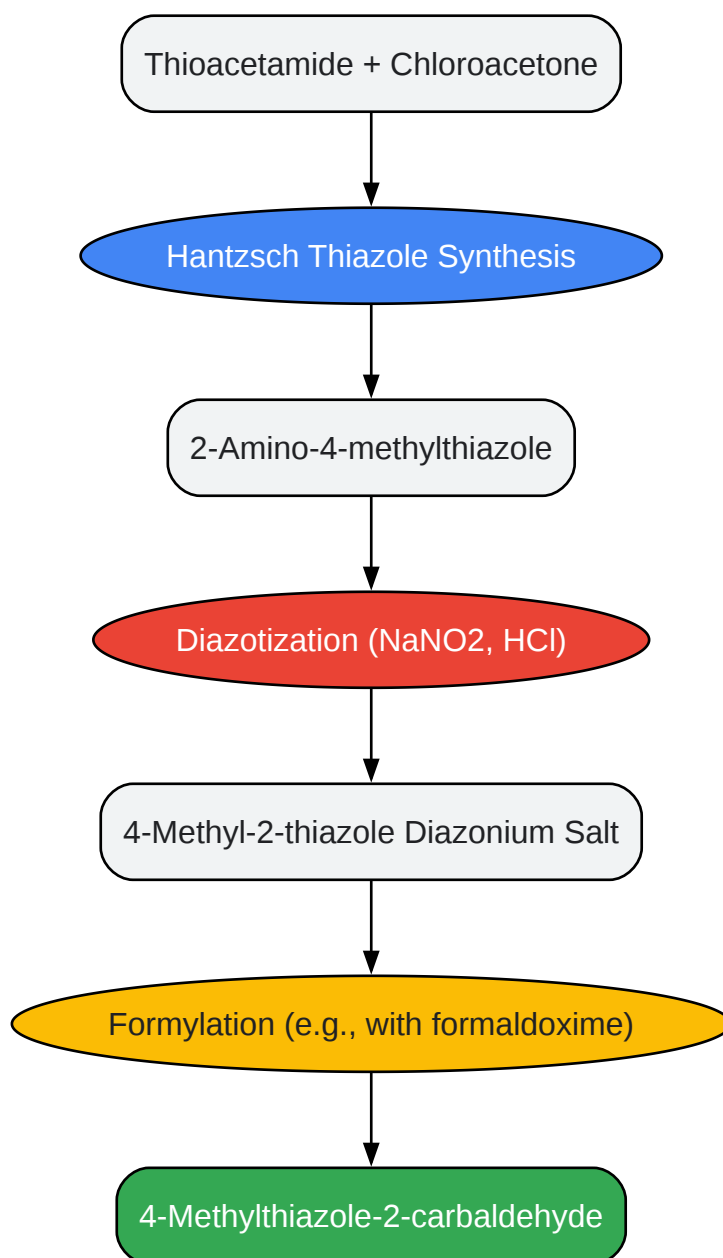 Thioacetamide + Chloroacetone
Hantzsch Thiazole Synthesis
2-Amino-4-methylthiazole
Diazotization (NaNO2, HCl)
4-Methyl-2-thiazole Diazonium Salt
Formylation (e.g., with formaldoxime)
4-Methylthiazole-2-carbaldehyde